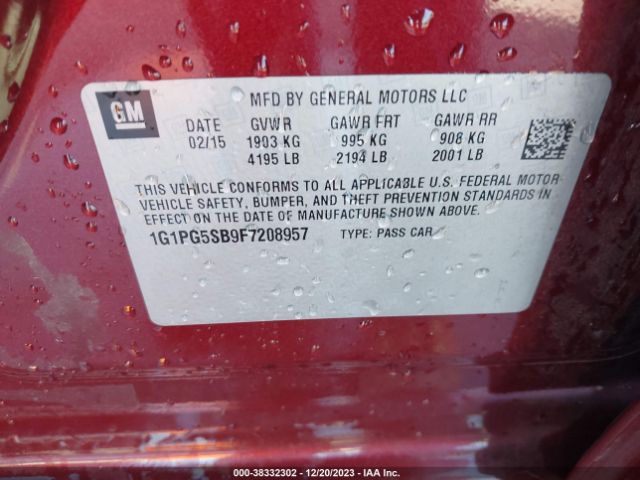 GM
MFD BY GENERAL MOTORS LLC
DATE GVWR GAWR FRT GAWR RR
02/15 1903 KG 995 KG 908 KG
4195 LB 2194 LB 2001 LB
THIS VEHICLE CONFORMS TO ALL APPLICABLE U.S. FEDERAL MOTOR
VEHICLE SAFETY, BUMPER, AND THEFT PREVENTION STANDARDS IN
EFFECT ON THE DATE OF MANUFACTURE SHOWN ABOVE.
1G1PG5SB9F7208957 TYPE: PASS CAR
000-38332302 - 12/20/2023 - IAA Inc.